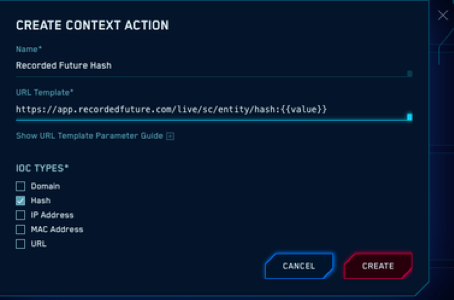 CREATE CONTEXT ACTION
Name*
Recorded Future Hash
URL Template*
https://app.recordedfuture.com/live/sc/entity/hash:{{value}}
Show URL Template Parameter Guide
IOC TYPES*
Domain
Hash
IP Address
MAC Address
URL
CANCEL
CREATE